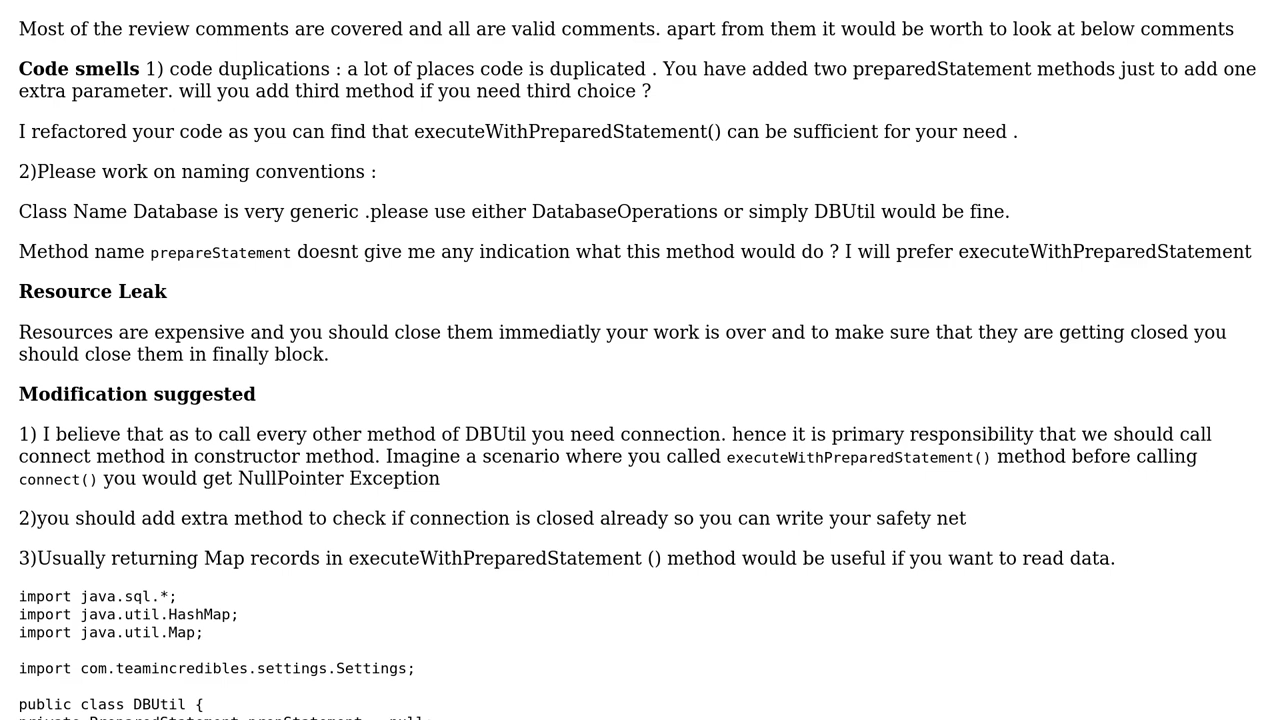 Most of the review comments are covered and all are valid comments. apart from them it would be worth to look at below comments
Code smells 1) code duplications : a lot of places code is duplicated . You have added two preparedStatement methods just to add one
extra parameter. will you add third method if you need third choice ?
I refactored your code as you can find that executeWithPreparedStatement() can be sufficient for your need .
2)Please work on naming conventions :
Class Name Database is very generic .please use either DatabaseOperations or simply DBUtil would be fine.
Method name prepareStatement doesnt give me any indication what this method would do ? I will prefer executeWithPreparedStatement
Resource Leak
Resources are expensive and you should close them immediatly your work is over and to make sure that they are getting closed you
should close them in finally block.
Modification suggested
1) I believe that as to call every other method of DBUtil you need connection. hence it is primary responsibility that we should call
connect method in constructor method. Imagine a scenario where you called executeWithPreparedStatement() method before calling
connect() you would get NullPointer Exception
2)you should add extra method to check if connection is closed already so you can write your safety net
3)Usually returning Map records in executeWithPreparedStatement () method would be useful if you want to read data.
import java.sql.*;
import java.util.HashMap;
import java.util.Map;
import com.teamincredibles.settings.Settings;
public class DBUtil {